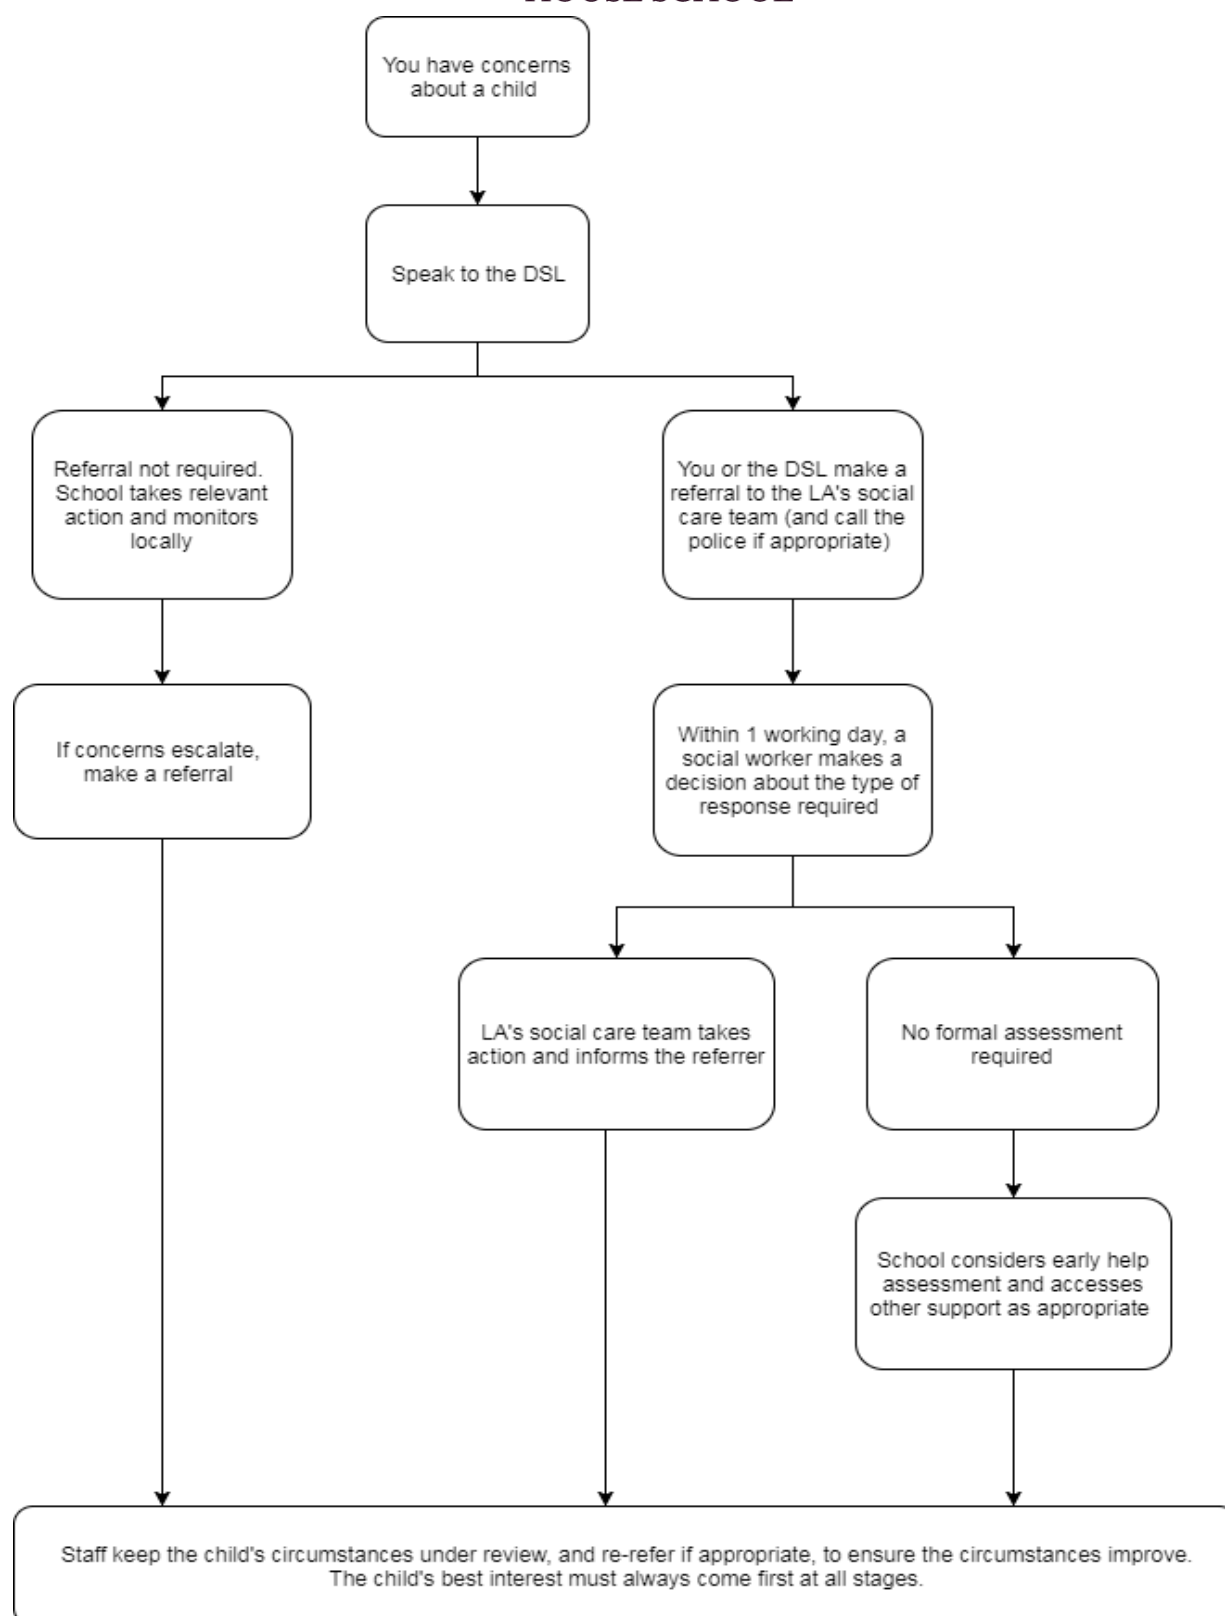 You have concerns
about a child
Speak to the DSL
Referral not required.
School takes relevant
action and monitors
locally
You or the DSL make a
referral to the LA's social
care team (and call the
police if appropriate)
If concerns escalate,
make a referral
Within 1 working day, a
social worker makes a
decision about the type of
response required
LA's social care team takes
action and informs the referrer
No formal assessment
required
School considers early help
assessment and accesses
other support as appropriate
Staff keep the child's circumstances under review, and re-refer if appropriate, to ensure the circumstances improve.
The child's best interest must always come first at all stages.